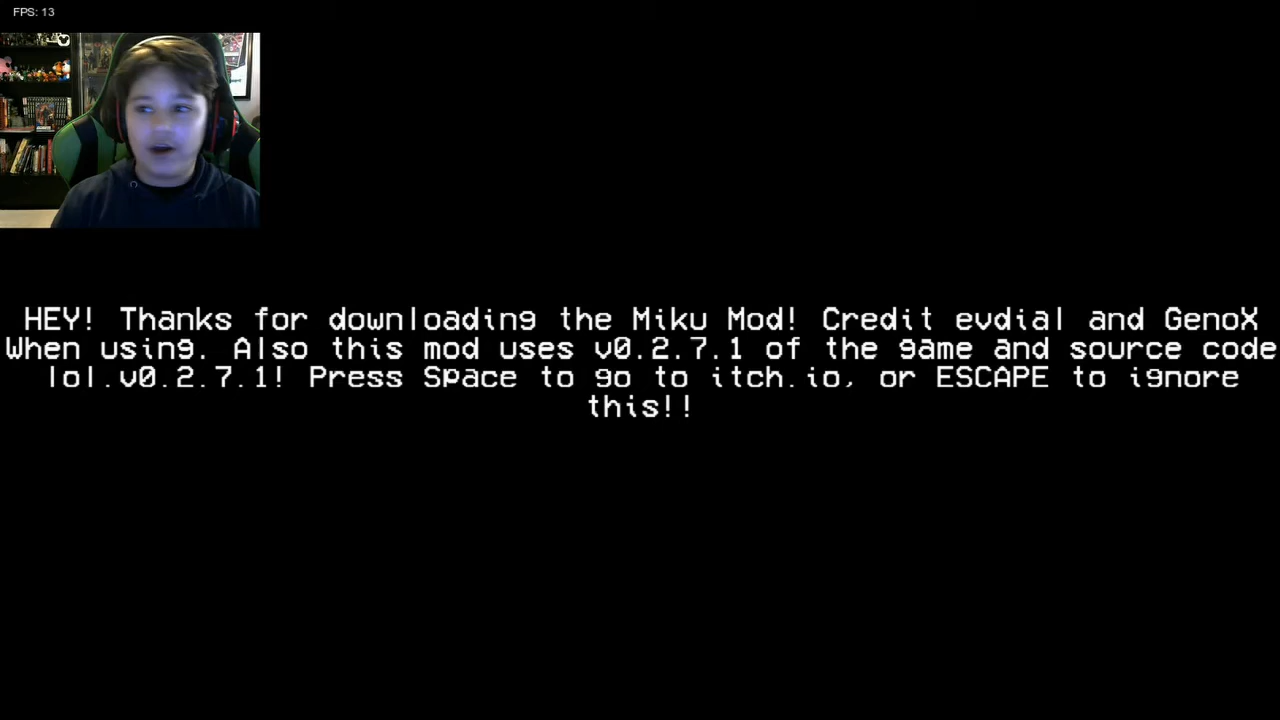 FPS: 13
HEY! Thanks for downloading the Miku Mod! Credit evdial and GenoX
When using. Also this mod uses v0.2.7.1 of the game and source code
lol.v0.2.7.1! Press Space to go to itch.io, or ESCAPE to ignore
this!!